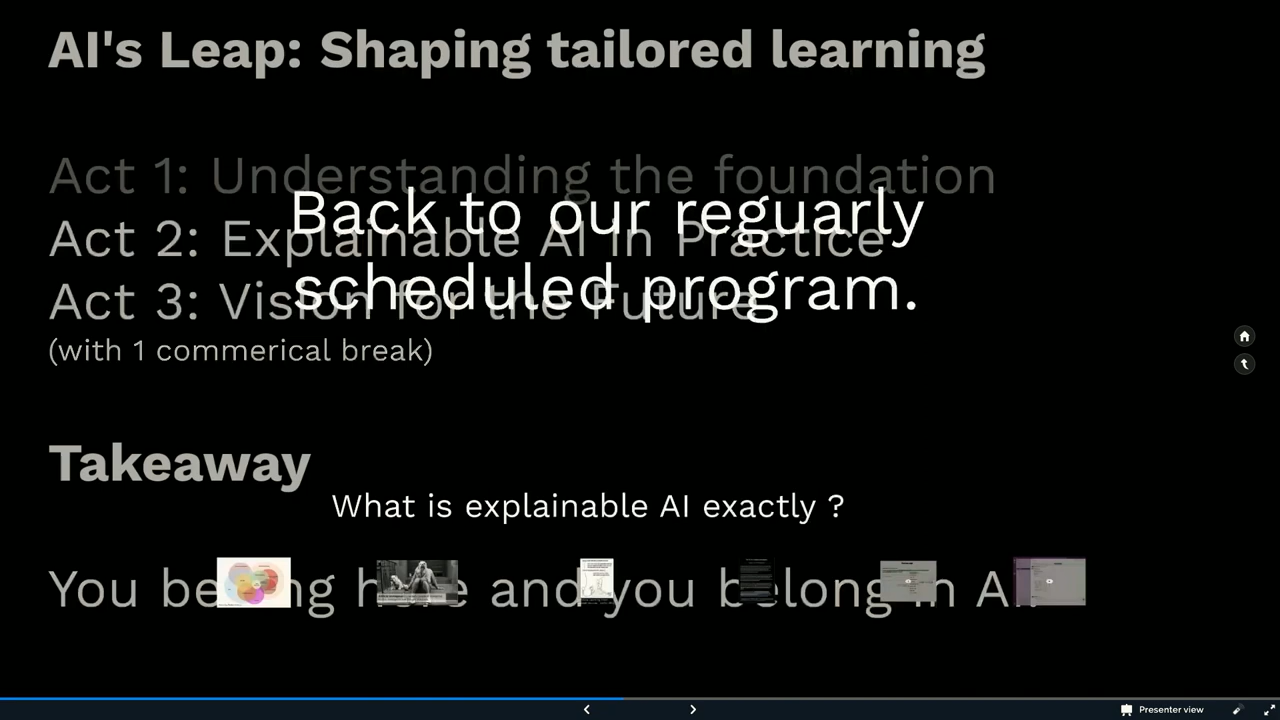 AI's Leap: Shaping tailored learning
Act 1: Understanding the foundation
Back to our reguarly
Act 2: Explainable AI in Practice
scheduled program.
Act 3: Vision for the Future
(with 1 commerical break)
Takeaway
What is explainable AI exactly ?
You belong here and you belong in AI.
Presenter view